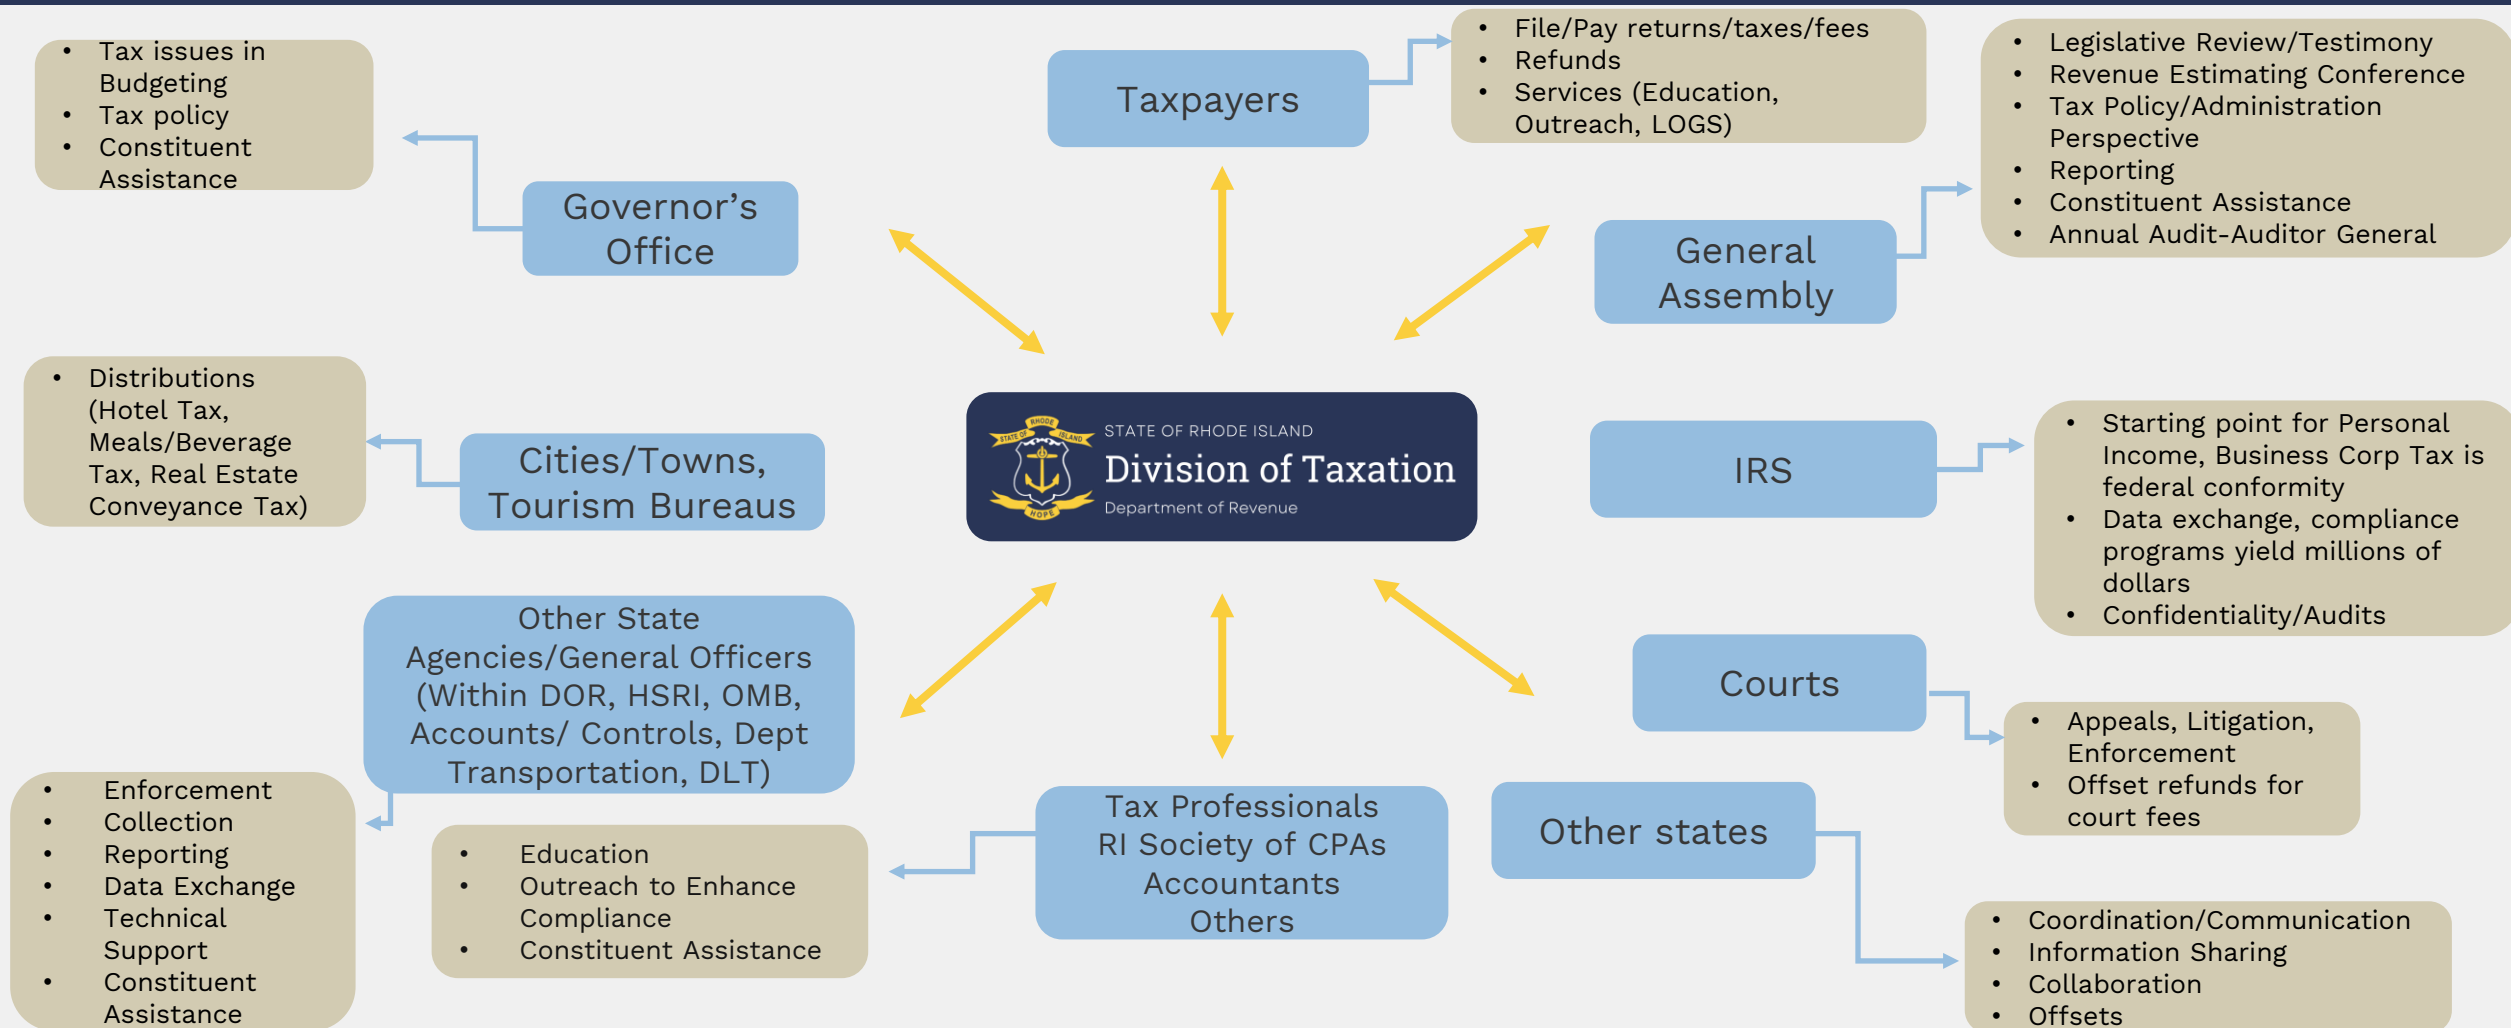 • Tax issues in
Budgeting
• Tax policy
• Constituent
Assistance
Governor’s
Office
Taxpayers
• File/Pay returns/taxes/fees
• Refunds
• Services (Education,
Outreach, LOGS)
General
Assembly
• Legislative Review/Testimony
• Revenue Estimating Conference
• Tax Policy/Administration
Perspective
• Reporting
• Constituent Assistance
• Annual Audit-Auditor General
• Distributions
(Hotel Tax,
Meals/Beverage
Tax, Real Estate
Conveyance Tax)
Cities/Towns,
Tourism Bureaus
STATE OF RHODE ISLAND
HOPE
STATE OF RHODE ISLAND
Division of Taxation
Department of Revenue
IRS
• Starting point for Personal
Income, Business Corp Tax is
federal conformity
• Data exchange, compliance
programs yield millions of
dollars
• Confidentiality/Audits
Other State
Agencies/General Officers
(Within DOR, HSRI, OMB,
Accounts/ Controls, Dept
Transportation, DLT)
• Enforcement
• Collection
• Reporting
• Data Exchange
• Technical
Support
• Constituent
Assistance
• Education
• Outreach to Enhance
Compliance
• Constituent Assistance
Tax Professionals
RI Society of CPAs
Accountants
Others
Courts
• Appeals, Litigation,
Enforcement
• Offset refunds for
court fees
Other states
• Coordination/Communication
• Information Sharing
• Collaboration
• Offsets